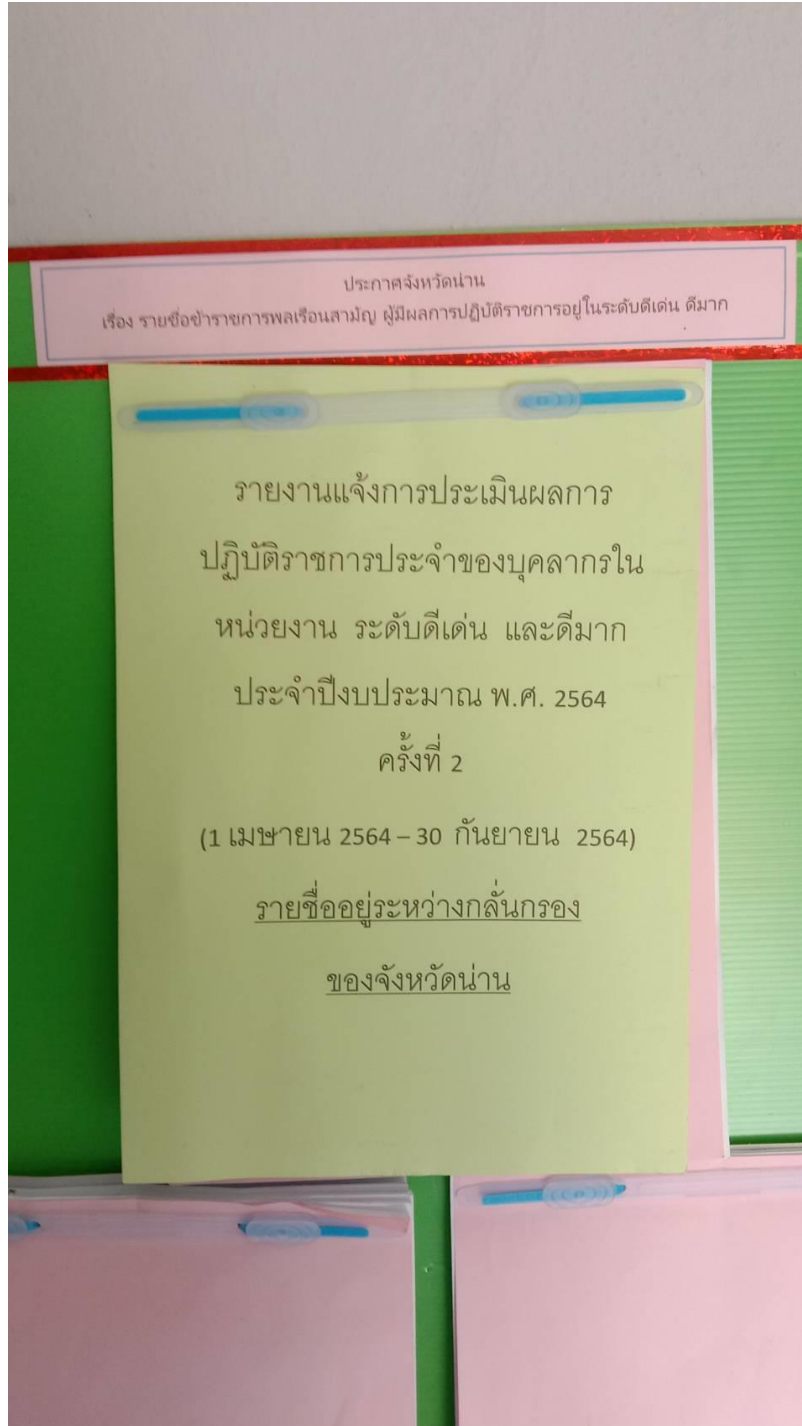 ประกาศจังหวัดน่าน
เรื่อง รายชื่อข้าราชการพลเรือนสามัญ ผู้มีผลการปฏิบัติราชการอยู่ในระดับดีเด่น ดีมาก
รายงานแจ้งการประเมินผลการ
ปฏิบัติราชการประจำของบุคลากรใน
หน่วยงาน ระดับดีเด่น และดีมาก
ประจำปีงบประมาณ พ.ศ. 2564
ครั้งที่ 2
(1 เมษายน 2564 – 30 กันยายน 2564)
รายชื่ออยู่ระหว่างกลั่นกรอง
ของจังหวัดน่าน